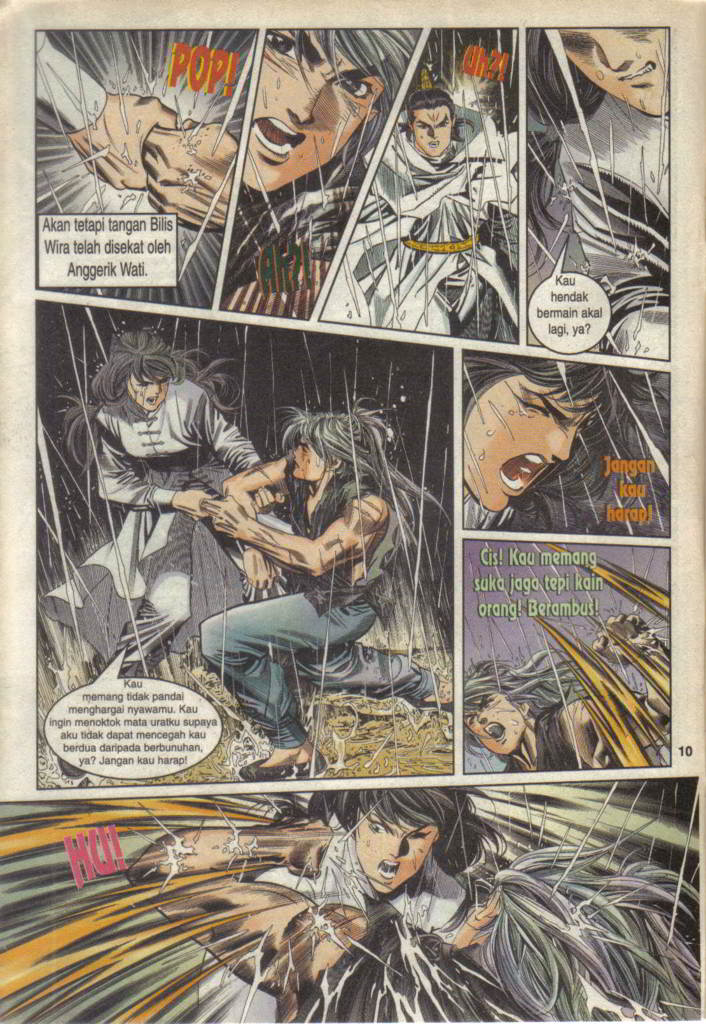 POP!
Akan tetapi tangan Bilis
Wira telah disekat oleh
Anggerik Wati.
Ah?!
Uh?!
Kau
hendak
bermain akal
lagi, ya?
Kau
memang tidak pandai
menghargai nyawamu. Kau
ingin menoktok mata uratku supaya
aku tidak dapat mencegah kau
berdua daripada berbunuhan,
ya? Jangan kau harap!
Jangan
kau
harap!
Cis! Kau memang
suka jaga tepi kain
orang! Berambus!
10
HU!